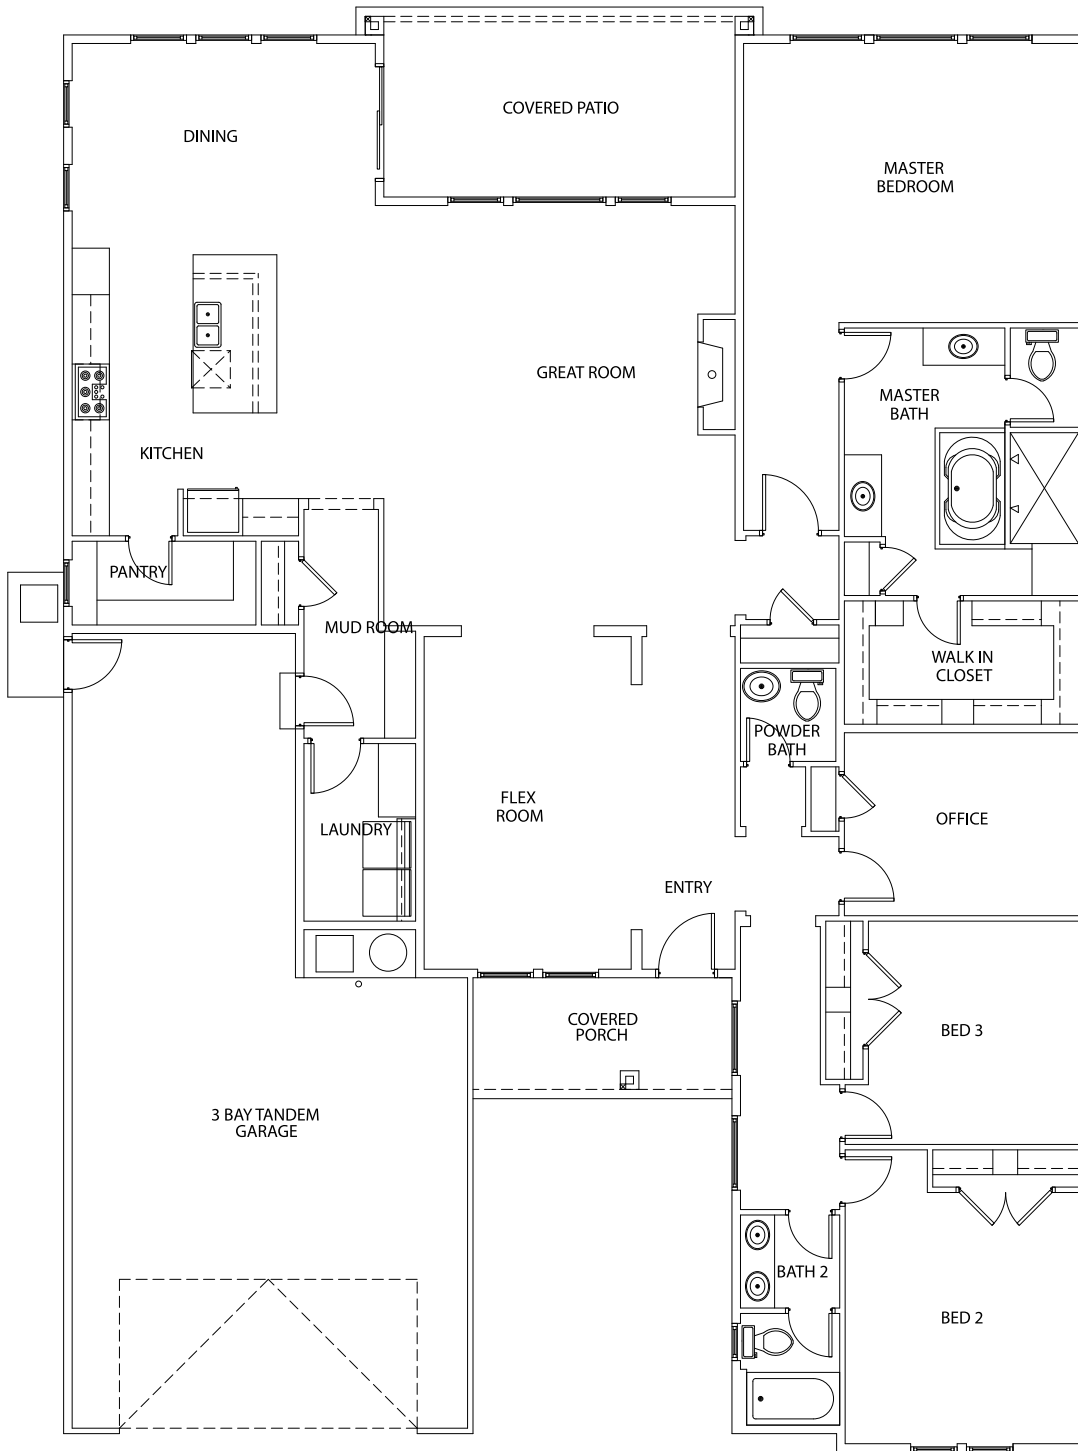 COVERED PATIO
DINING
MASTER
BEDROOM
GREAT ROOM
MASTER
BATH
KITCHEN
PANTRY
MUD ROOM
WALK IN
CLOSET
POWDER
BATH
FLEX
ROOM
OFFICE
LAUNDRY
ENTRY
COVERED
PORCH
BED 3
3 BAY TANDEM
GARAGE
BATH 2
BED 2